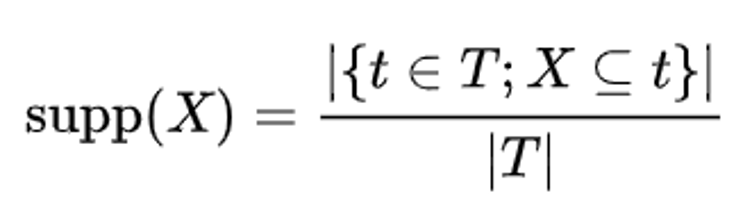 supp(X) = |{t ∈ T; X ⊆ t}| / |T|